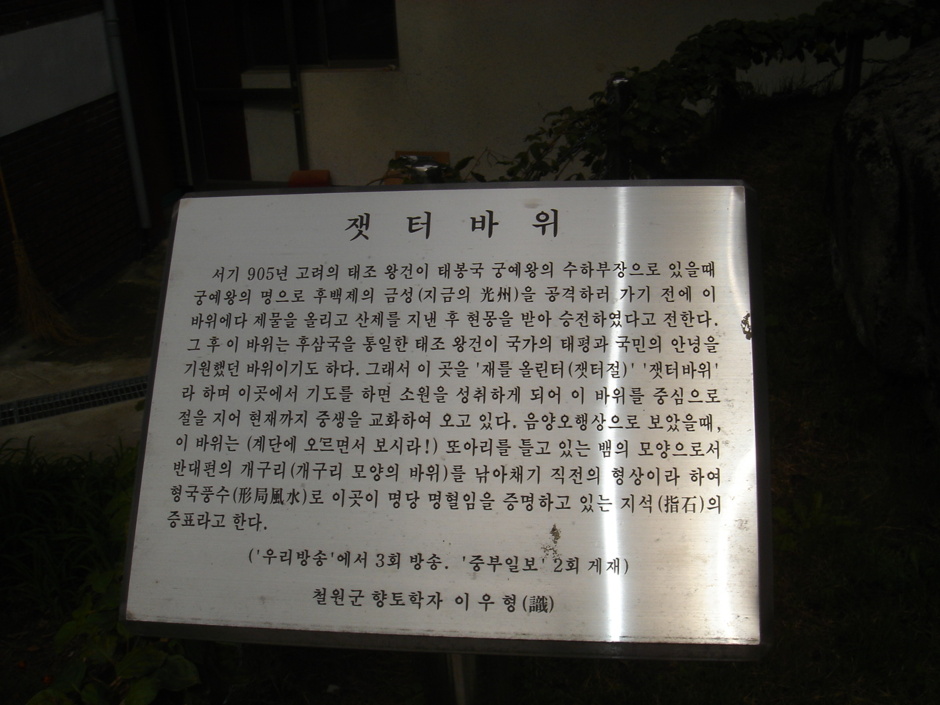 잿 터 바 위
서기 905년 고려의 태조 왕건이 태봉국 궁예왕의 수하부장으로 있을때
궁예왕의 명으로 후백제의 금성(지금의 光州)을 공격하러 가기 전에 이
바위에다 제물을 올리고 산제를 지낸 후 현몽을 받아 승전하였다고 전한다.
그 후 이 바위는 후삼국을 통일한 태조 왕건이 국가의 태평과 국민의 안녕을
기원했던 바위이기도 하다. 그래서 이 곳을 '재를 올린터(잿터절)' '잿터바위'
라 하며 이곳에서 기도를 하면 소원을 성취하게 되어 이 바위를 중심으로
절을 지어 현재까지 중생을 교화하여 오고 있다. 음양오행상으로 보았을때,
이 바위는 (계단에 오르면서 보시라!) 또아리를 틀고 있는 뱀의 모양으로서
반대편의 개구리(개구리 모양의 바위)를 낚아채기 직전의 형상이라 하여
형국풍수(形局風水)로 이곳이 명당 명혈임을 증명하고 있는 지석(指石)의
증표라고 한다.
('우리방송'에서 3회 방송. '중부일보' 2회 게재)
철원군 향토학자 이 우 형(識)